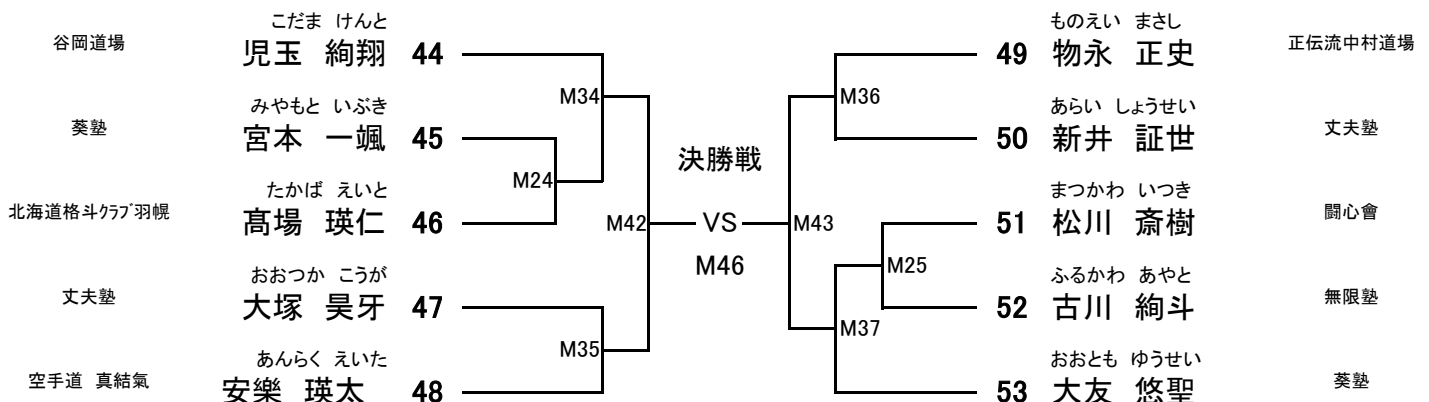 こだま けんと
谷岡道場 児玉 絢翔 44
みやもと いぶき
葵塾 宮本 一颯 45
たかば えいと
北海道格斗ｸﾗﾌﾞ羽幌 髙場 瑛仁 46
おおつか こうが
丈夫塾 大塚 昊牙 47
あんらく えいた
空手道 真結氣 安樂 瑛太 48
M34
M24
M42
M35
決勝戦
VS
M46
M36
M43
M25
M37
ものえい まさし
49 物永 正史 正伝流中村道場
あらい しょうせい
50 新井 証世 丈夫塾
まつかわ いつき
51 松川 斎樹 闘心會
ふるかわ あやと
52 古川 絢斗 無限塾
おおとも ゆうせい
53 大友 悠聖 葵塾